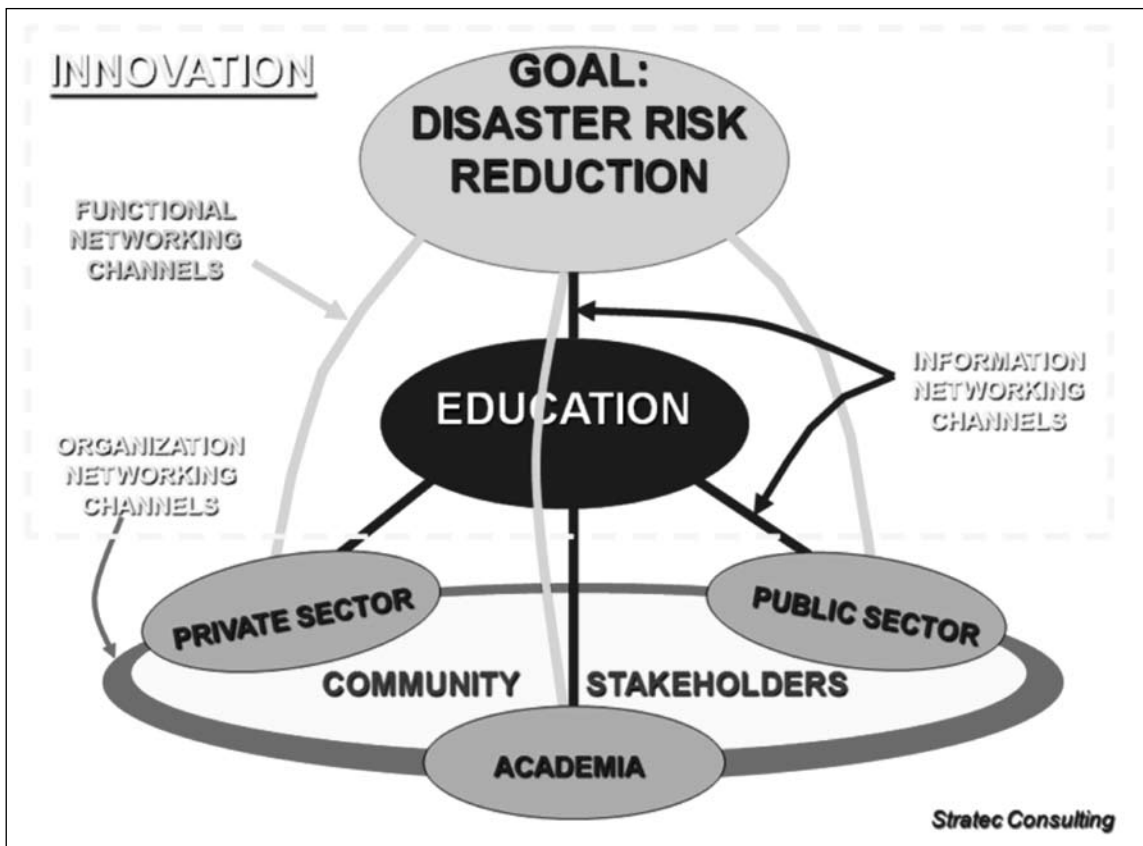 INNOVATION
GOAL:
DISASTER RISK
REDUCTION
FUNCTIONAL
NETWORKING
CHANNELS
INFORMATION
NETWORKING
CHANNELS
EDUCATION
ORGANIZATION
NETWORKING
CHANNELS
PRIVATE SECTOR
PUBLIC SECTOR
COMMUNITY STAKEHOLDERS
ACADEMIA
Stratec Consulting